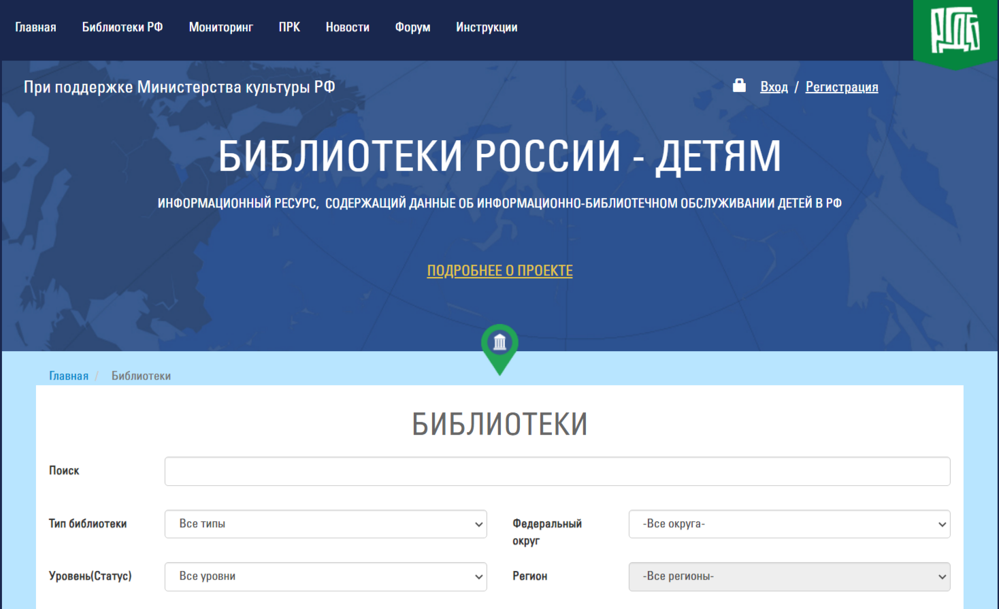 Главная Библиотеки РФ Мониторинг ПРК Новости Форум Инструкции
РГДБ
При поддержке Министерства культуры РФ
Вход / Регистрация
БИБЛИОТЕКИ РОССИИ - ДЕТЯМ
ИНФОРМАЦИОННЫЙ РЕСУРС, СОДЕРЖАЩИЙ ДАННЫЕ ОБ ИНФОРМАЦИОННО-БИБЛИОТЕЧНОМ ОБСЛУЖИВАНИИ ДЕТЕЙ В РФ
ПОДРОБНЕЕ О ПРОЕКТЕ
Главная / Библиотеки
БИБЛИОТЕКИ
Поиск
Тип библиотеки Все типы
Федеральный
округ
-Все округа-
Уровень(Статус) Все уровни
Регион -Все регионы-